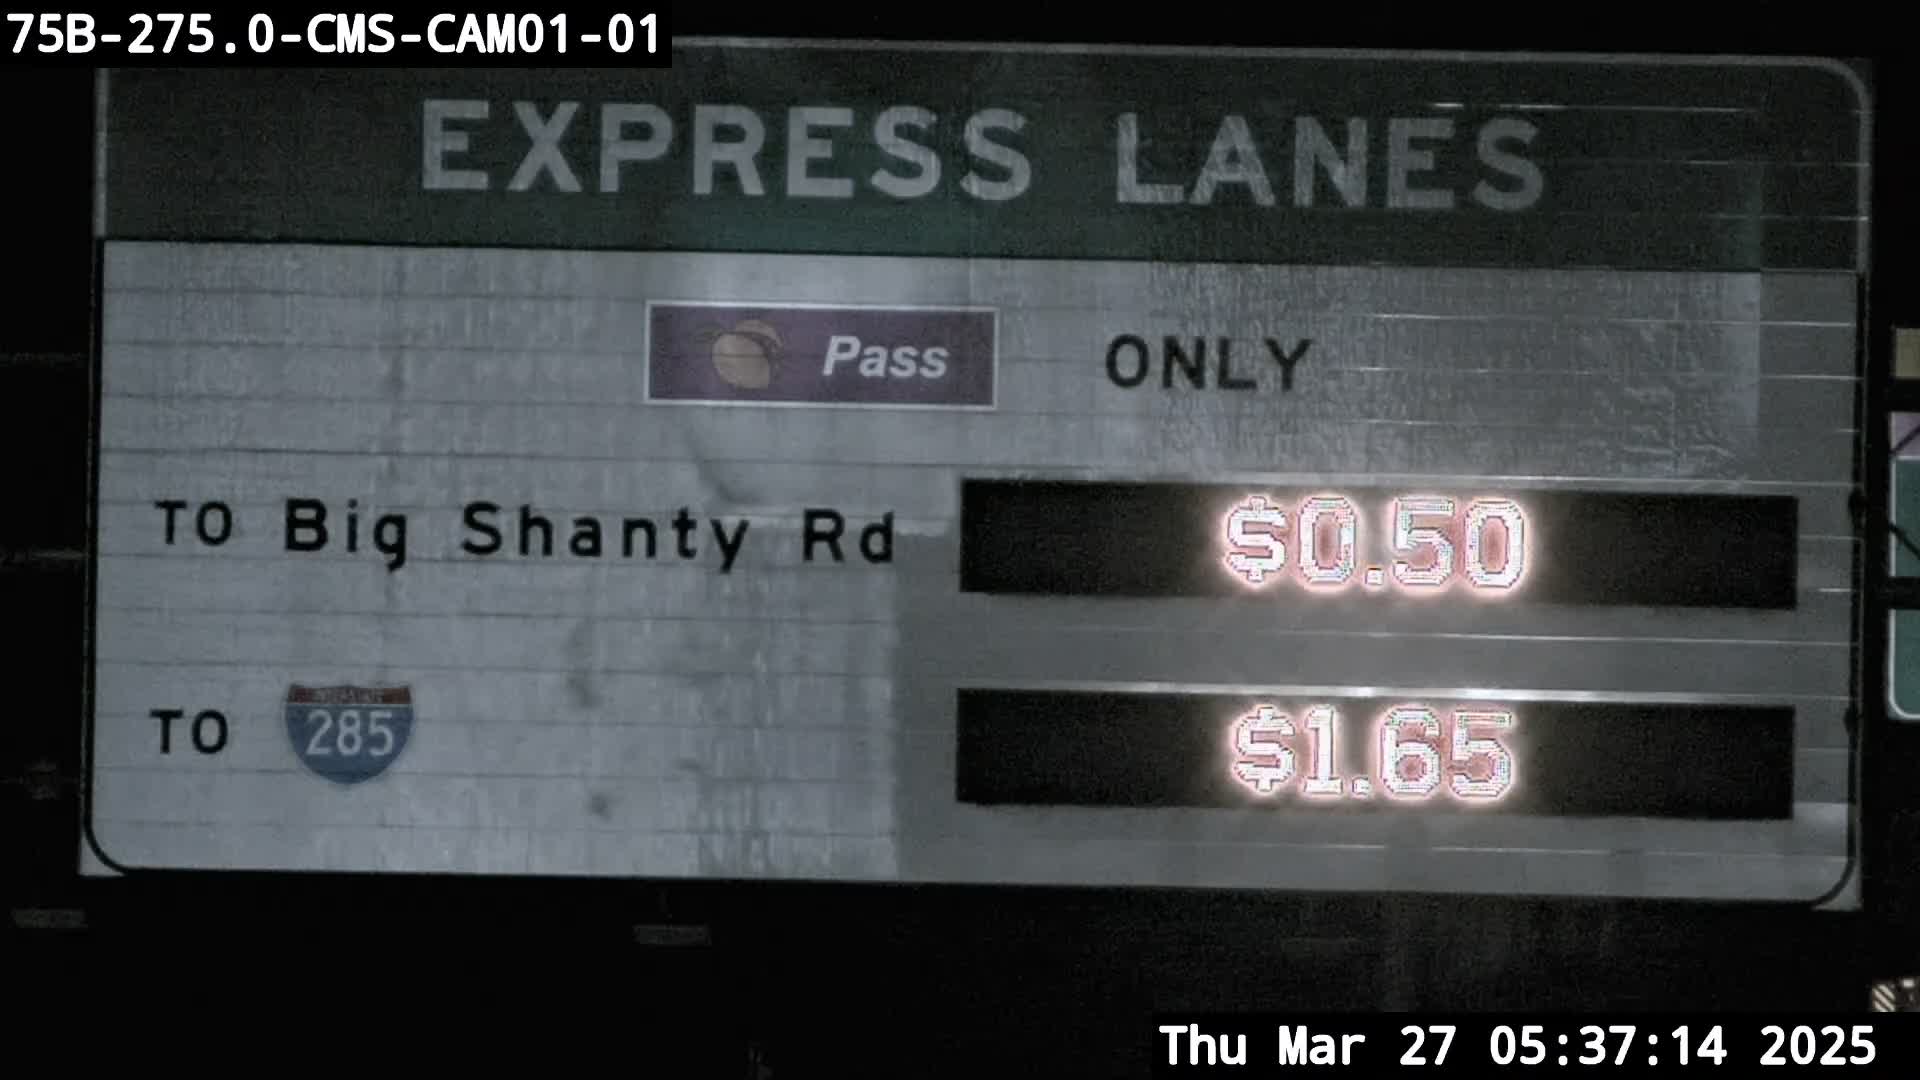 75B-275.0-CMS-CAM01-01
EXPRESS LANES
Pass ONLY
TO Big Shanty Rd $0.50
INTERSTATE
TO 285 $1.65
Thu Mar 27 05:37:14 2025